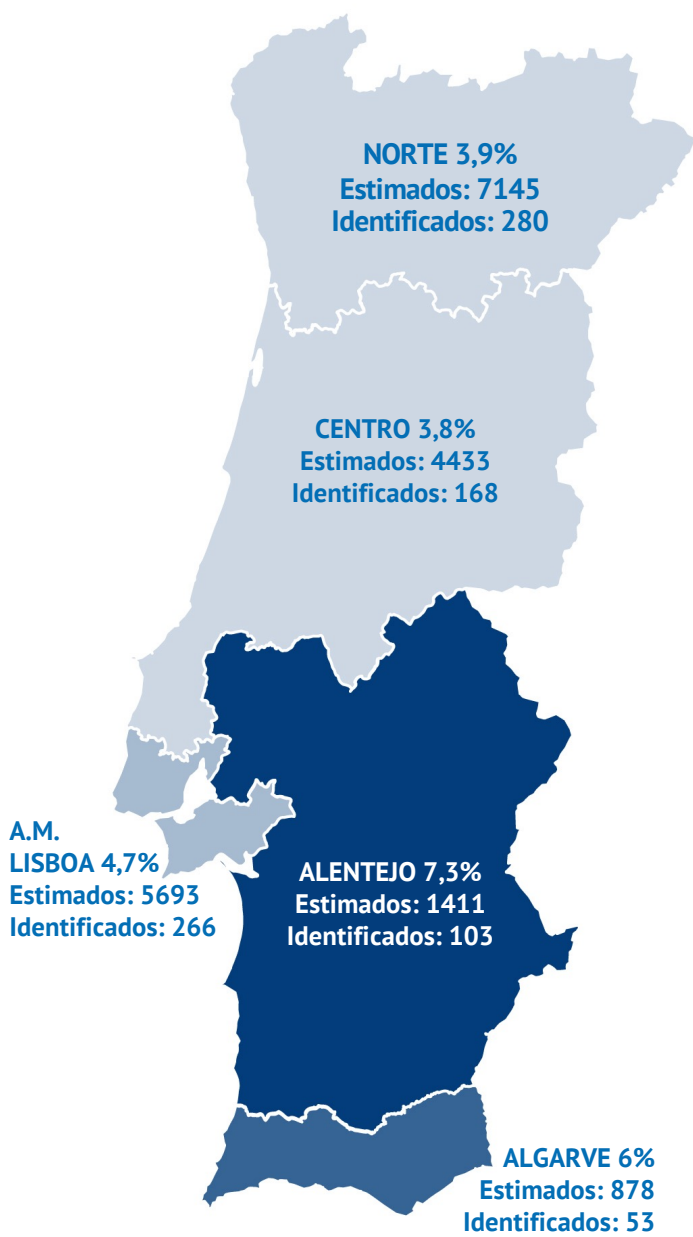 NORTE 3,9%
Estimados: 7145
Identificados: 280
CENTRO 3,8%
Estimados: 4433
Identificados: 168
A.M.
LISBOA 4,7%
Estimados: 5693
Identificados: 266
ALENTEJO 7,3%
Estimados: 1411
Identificados: 103
ALGARVE 6%
Estimados: 878
Identificados: 53